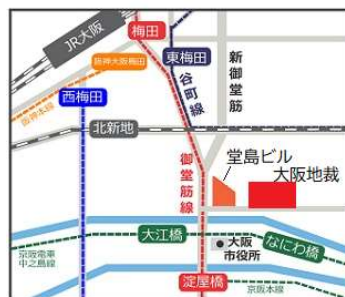 JR大阪
梅田
阪神大阪梅田
東梅田
新御堂筋
阪神本線
西梅田
谷町線
北新地
御堂筋線
堂島ビル
大阪地裁
大江橋
大阪
市役所
なにわ橋
京阪電車
中之島線
淀屋橋
京阪本線